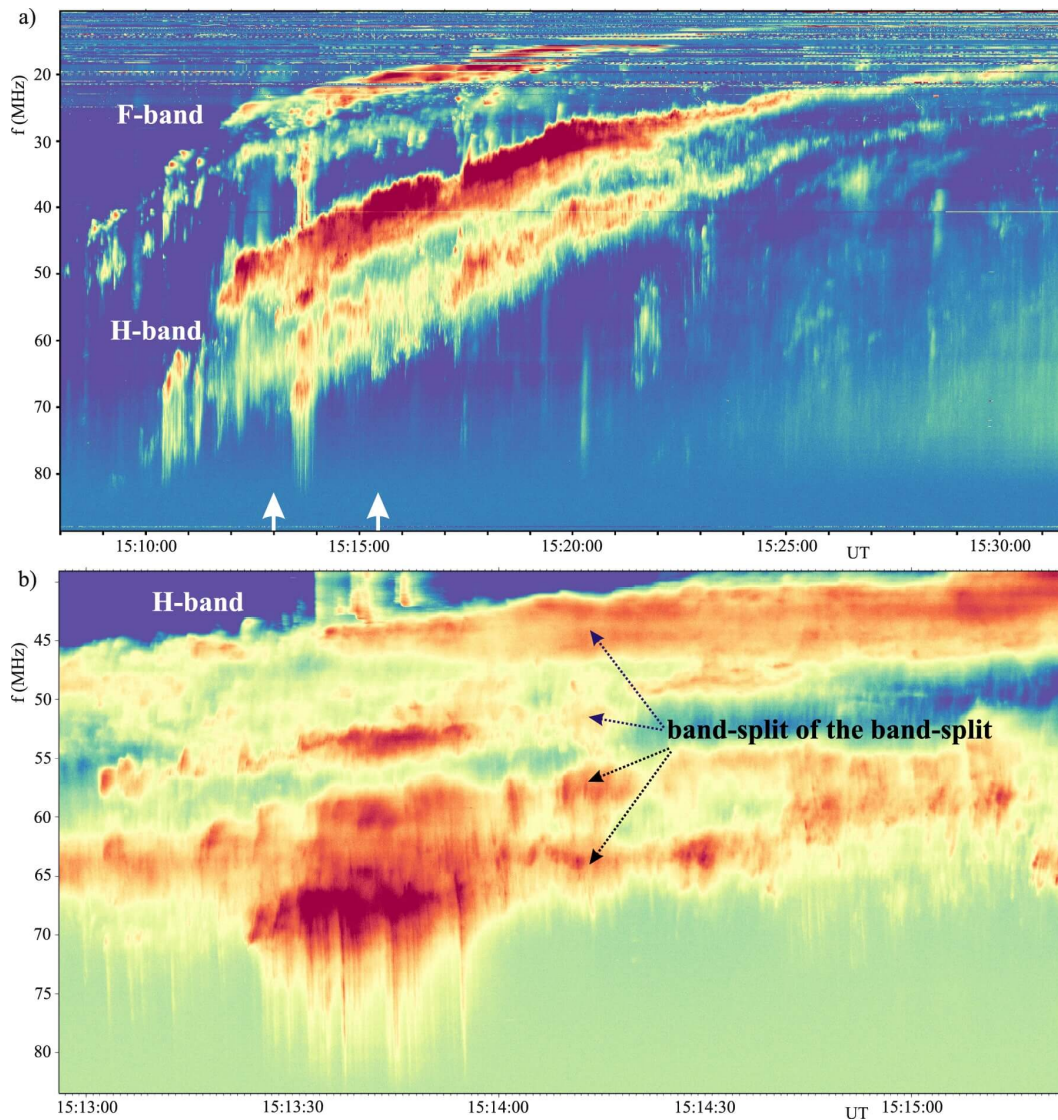 a)
f (MHz)
20
30
40
50
60
70
80
F-band
H-band
15:10:00
15:15:00
15:20:00
15:25:00
UT
15:30:00
b)
H-band
f (MHz)
45
50
55
60
65
70
75
80
band-split of the band-split
15:13:00
15:13:30
15:14:00
15:14:30
UT
15:15:00